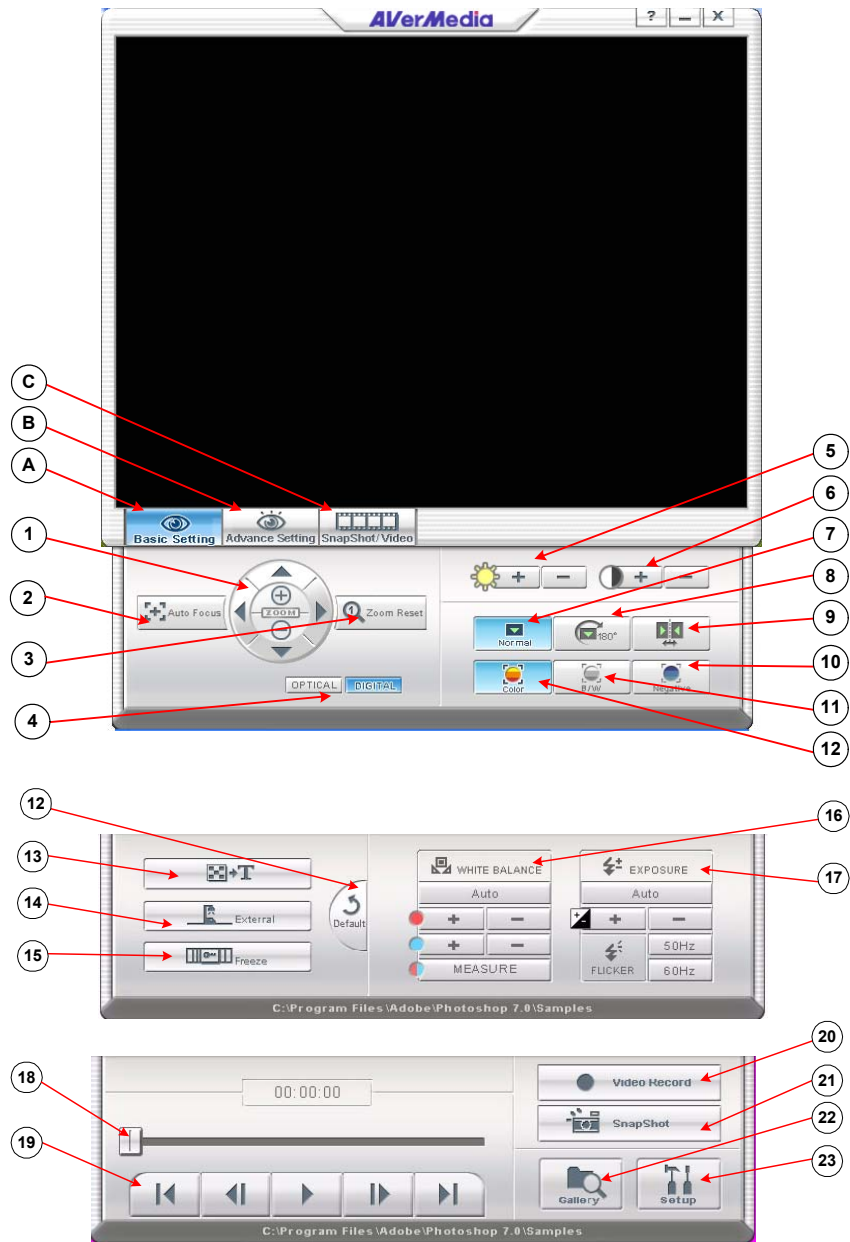 AVerMedia
? – X
C
B
A
1
2
3
4
5
6
7
8
9
10
11
12
Basic Setting
Advance Setting
SnapShot/Video
Auto Focus
ZOOM
1 Zoom Reset
OPTICAL DIGITAL
+ − + −
Normal
180°
Color
B/W
Negative
12
13
14
15
16
17
T
External
Freeze
Default
WHITE BALANCE
Auto
+ −
+ −
MEASURE
EXPOSURE
Auto
+ −
FLICKER
50Hz
60Hz
C:\Program Files\Adobe\Photoshop 7.0\Samples
18
19
20
21
22
23
00:00:00
Video Record
SnapShot
Gallery
Setup
C:\Program Files\Adobe\Photoshop 7.0\Samples